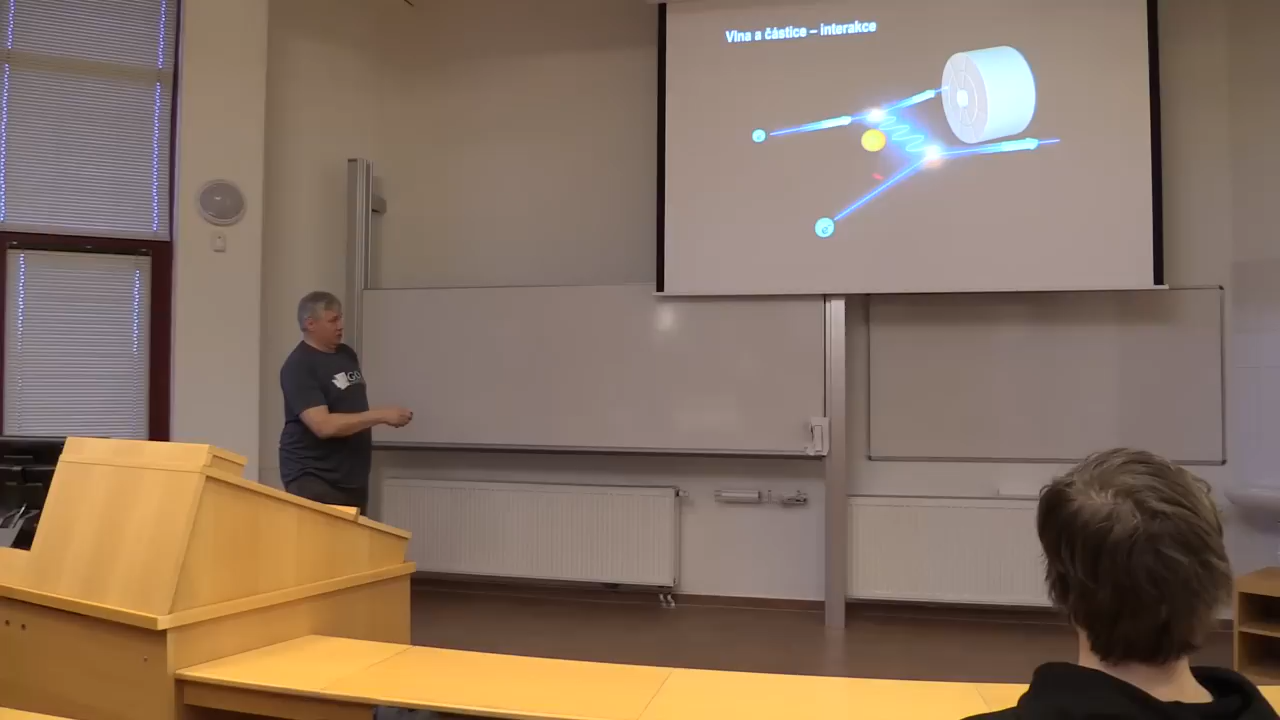 Vlna a částice – interakce